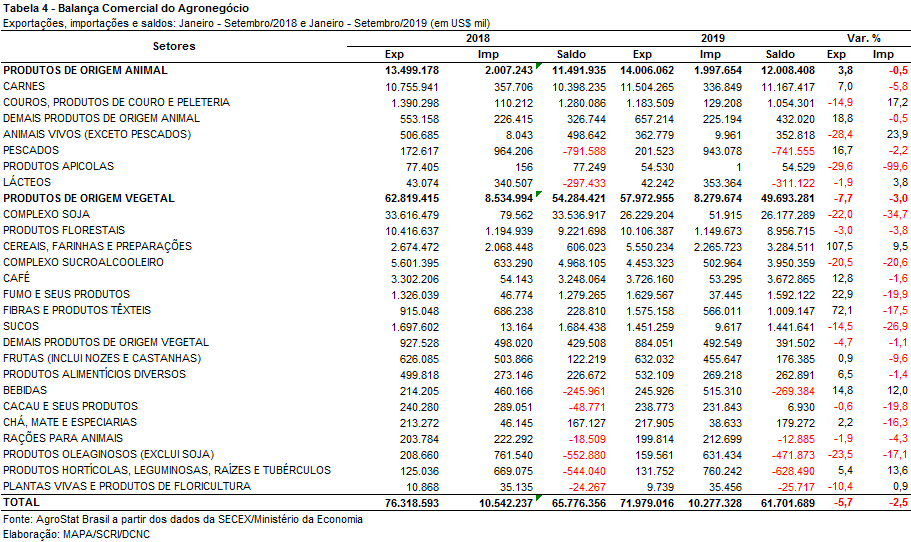 Tabela 4 - Balança Comercial do Agronegócio
Exportações, importações e saldos: Janeiro - Setembro/2018 e Janeiro - Setembro/2019 (em US$ mil)
Setores 2018 2019 Var. %
Exp Imp Saldo Exp Imp Saldo Exp Imp
PRODUTOS DE ORIGEM ANIMAL 13.499.178 2.007.243 11.491.935 14.006.062 1.997.654 12.008.408 3,8 -0,5
CARNES 10.755.941 357.706 10.398.235 11.504.265 336.849 11.167.417 7,0 -5,8
COUROS, PRODUTOS DE COURO E PELETERIA 1.390.298 110.212 1.280.086 1.183.509 129.208 1.054.301 -14,9 17,2
DEMAIS PRODUTOS DE ORIGEM ANIMAL 553.158 226.415 326.744 657.214 225.194 432.020 18,8 -0,5
ANIMAIS VIVOS (EXCETO PESCADOS) 506.685 8.043 498.642 362.779 9.961 352.818 -28,4 23,9
PESCADOS 172.617 964.206 -791.588 201.523 943.078 -741.555 16,7 -2,2
PRODUTOS APICOLAS 77.405 156 77.249 54.530 1 54.529 -29,6 -99,6
LÁCTEOS 43.074 340.507 -297.433 42.242 353.364 -311.122 -1,9 3,8
PRODUTOS DE ORIGEM VEGETAL 62.819.415 8.534.994 54.284.421 57.972.955 8.279.674 49.693.281 -7,7 -3,0
COMPLEXO SOJA 33.616.479 79.562 33.536.917 26.229.204 51.915 26.177.289 -22,0 -34,7
PRODUTOS FLORESTAIS 10.416.637 1.194.939 9.221.698 10.106.387 1.149.673 8.956.715 -3,0 -3,8
CEREAIS, FARINHAS E PREPARAÇÕES 2.674.472 2.068.448 606.023 5.550.234 2.265.723 3.284.511 107,5 9,5
COMPLEXO SUCROALCOOLEIRO 5.601.395 633.290 4.968.105 4.453.323 502.964 3.950.359 -20,5 -20,6
CAFÉ 3.302.206 54.143 3.248.064 3.726.160 53.295 3.672.865 12,8 -1,6
FUMO E SEUS PRODUTOS 1.326.039 46.774 1.279.265 1.629.567 37.445 1.592.122 22,9 -19,9
FIBRAS E PRODUTOS TÊXTEIS 915.048 686.238 228.810 1.575.158 566.011 1.009.147 72,1 -17,5
SUCOS 1.697.602 13.164 1.684.438 1.451.259 9.617 1.441.641 -14,5 -26,9
DEMAIS PRODUTOS DE ORIGEM VEGETAL 927.528 498.020 429.508 884.051 492.549 391.502 -4,7 -1,1
FRUTAS (INCLUI NOZES E CASTANHAS) 626.085 503.866 122.219 632.032 455.647 176.385 0,9 -9,6
PRODUTOS ALIMENTÍCIOS DIVERSOS 499.818 273.146 226.672 532.109 269.218 262.891 6,5 -1,4
BEBIDAS 214.205 460.166 -245.961 245.926 515.310 -269.384 14,8 12,0
CACAU E SEUS PRODUTOS 240.280 289.051 -48.771 238.773 231.843 6.930 -0,6 -19,8
CHÁ, MATE E ESPECIARIAS 213.272 46.145 167.127 217.905 38.633 179.272 2,2 -16,3
RAÇÕES PARA ANIMAIS 203.784 222.292 -18.509 199.814 212.699 -12.885 -1,9 -4,3
PRODUTOS OLEAGINOSOS (EXCLUI SOJA) 208.660 761.540 -552.880 159.561 631.434 -471.873 -23,5 -17,1
PRODUTOS HORTÍCOLAS, LEGUMINOSAS, RAÍZES E TUBÉRCULOS 125.036 669.075 -544.040 131.752 760.242 -628.490 5,4 13,6
PLANTAS VIVAS E PRODUTOS DE FLORICULTURA 10.868 35.135 -24.267 9.739 35.456 -25.717 -10,4 0,9
TOTAL 76.318.593 10.542.237 65.776.356 71.979.016 10.277.328 61.701.689 -5,7 -2,5
Fonte: AgroStat Brasil a partir dos dados da SECEX/Ministério da Economia
Elaboração: MAPA/SCRI/DCNC